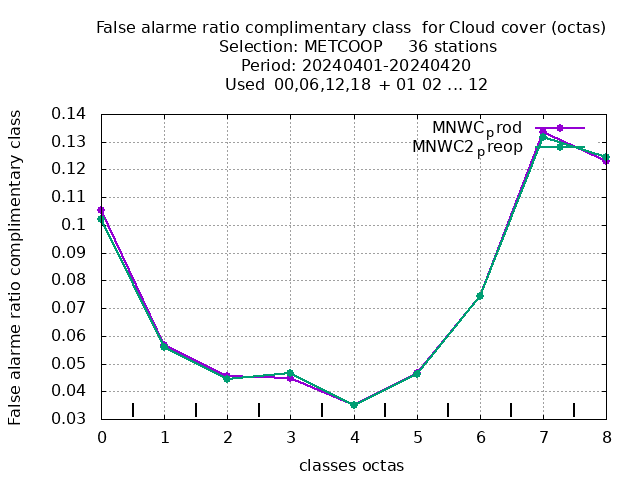 False alarme ratio complimentary class  for Cloud cover (octas)
Selection: METCOOP     36 stations
Period: 20240401-20240420
Used  00,06,12,18 + 01 02 ... 12
MNWC_prod
MNWC2_preop
False alarme ratio complimentary class
0.14
0.13
0.12
0.11
0.1
0.09
0.08
0.07
0.06
0.05
0.04
0.03
0 1 2 3 4 5 6 7 8
classes octas